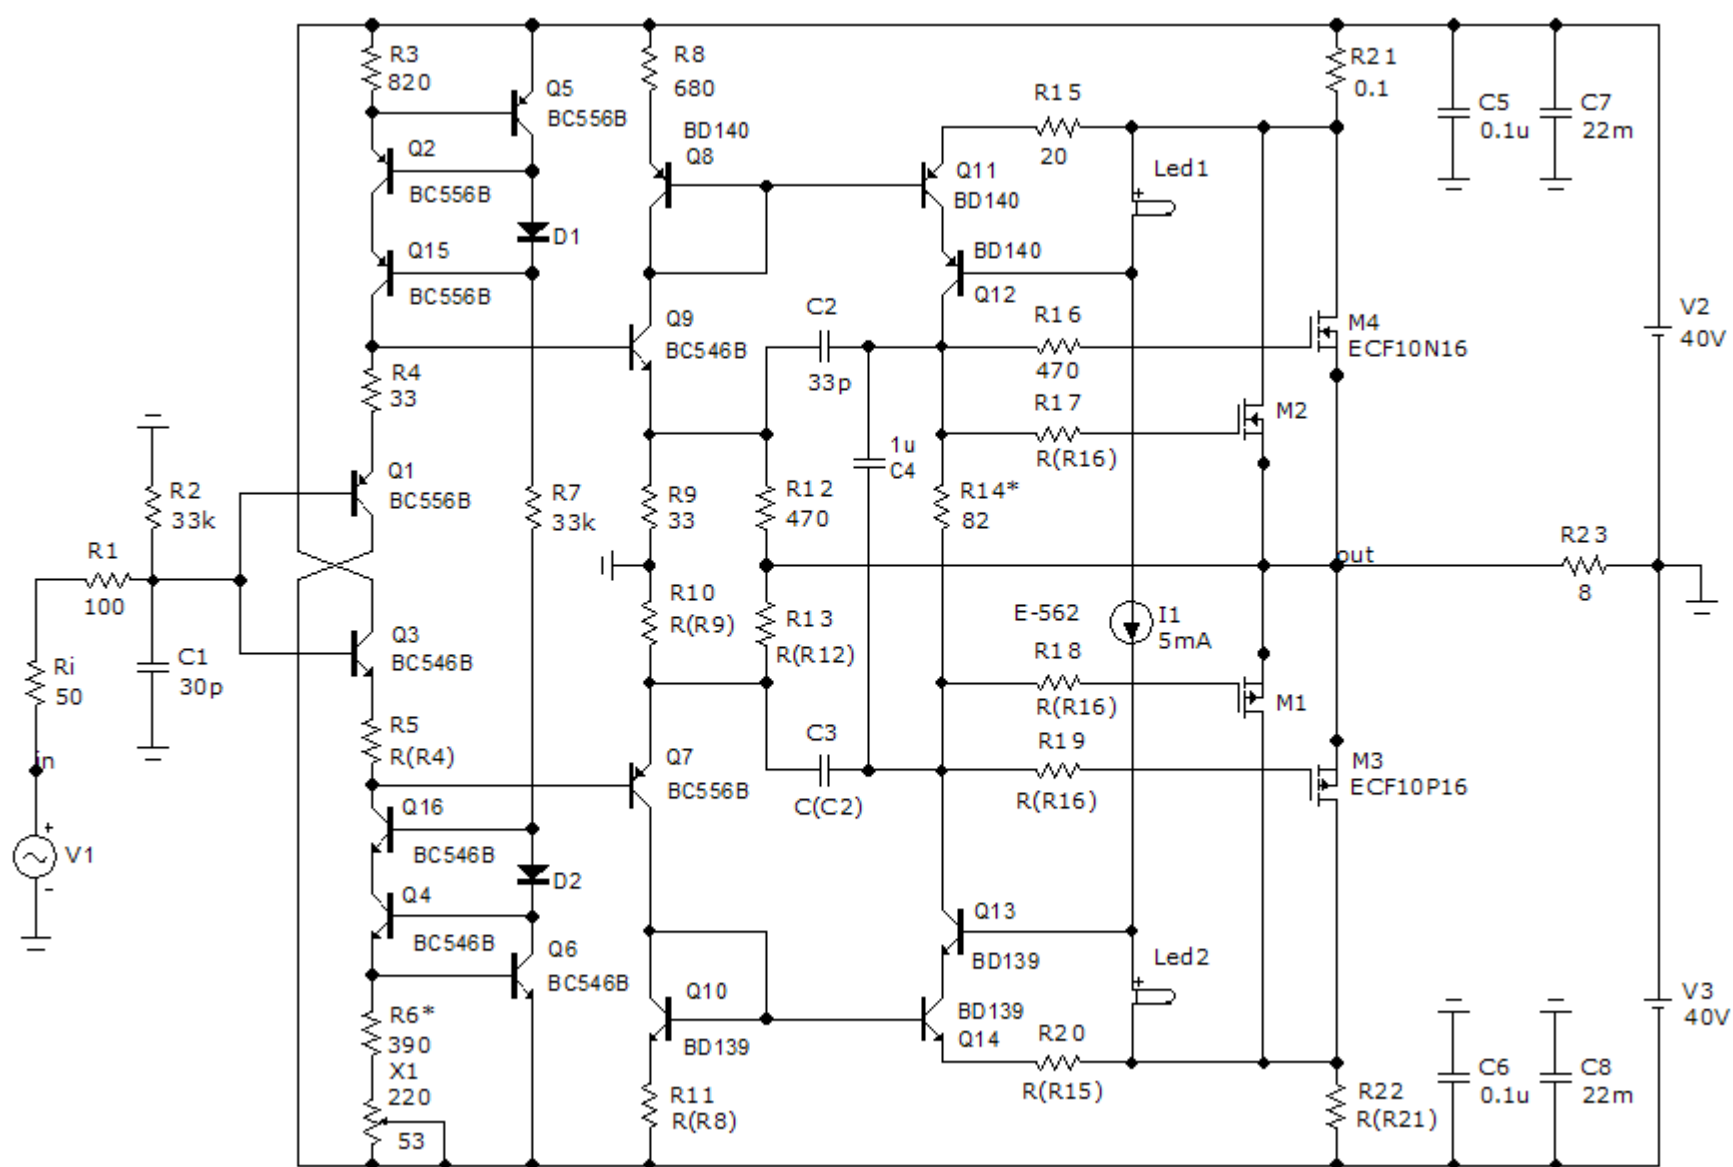 R3
820
Q5
BC556B
Q2
BC556B
D1
Q15
BC556B
R4
33
Q1
BC556B
R2
33k
R1
100
Ri
50
in
V1
C1
30p
Q3
BC546B
R5
R(R4)
Q16
BC546B
Q4
BC546B
D2
Q6
BC546B
R6*
390
X1
220
53
R7
33k
R8
680
BD140
Q8
Q9
BC546B
R9
33
R10
R(R9)
Q7
BC556B
Q10
BD139
R11
R(R8)
C2
33p
R12
470
R13
R(R12)
C3
C(C2)
1u
C4
R14*
82
R15
20
Q11
BD140
BD140
Q12
Led1
R16
470
R17
R(R16)
E-562
I1
5mA
R18
R(R16)
R19
R(R16)
Q13
BD139
BD139
Q14
Led2
R20
R(R15)
R21
0.1
M4
ECF10N16
M2
out
M1
M3
ECF10P16
R22
R(R21)
R23
8
C5
0.1u
C7
22m
V2
40V
V3
40V
C6
0.1u
C8
22m
+
-
+
+